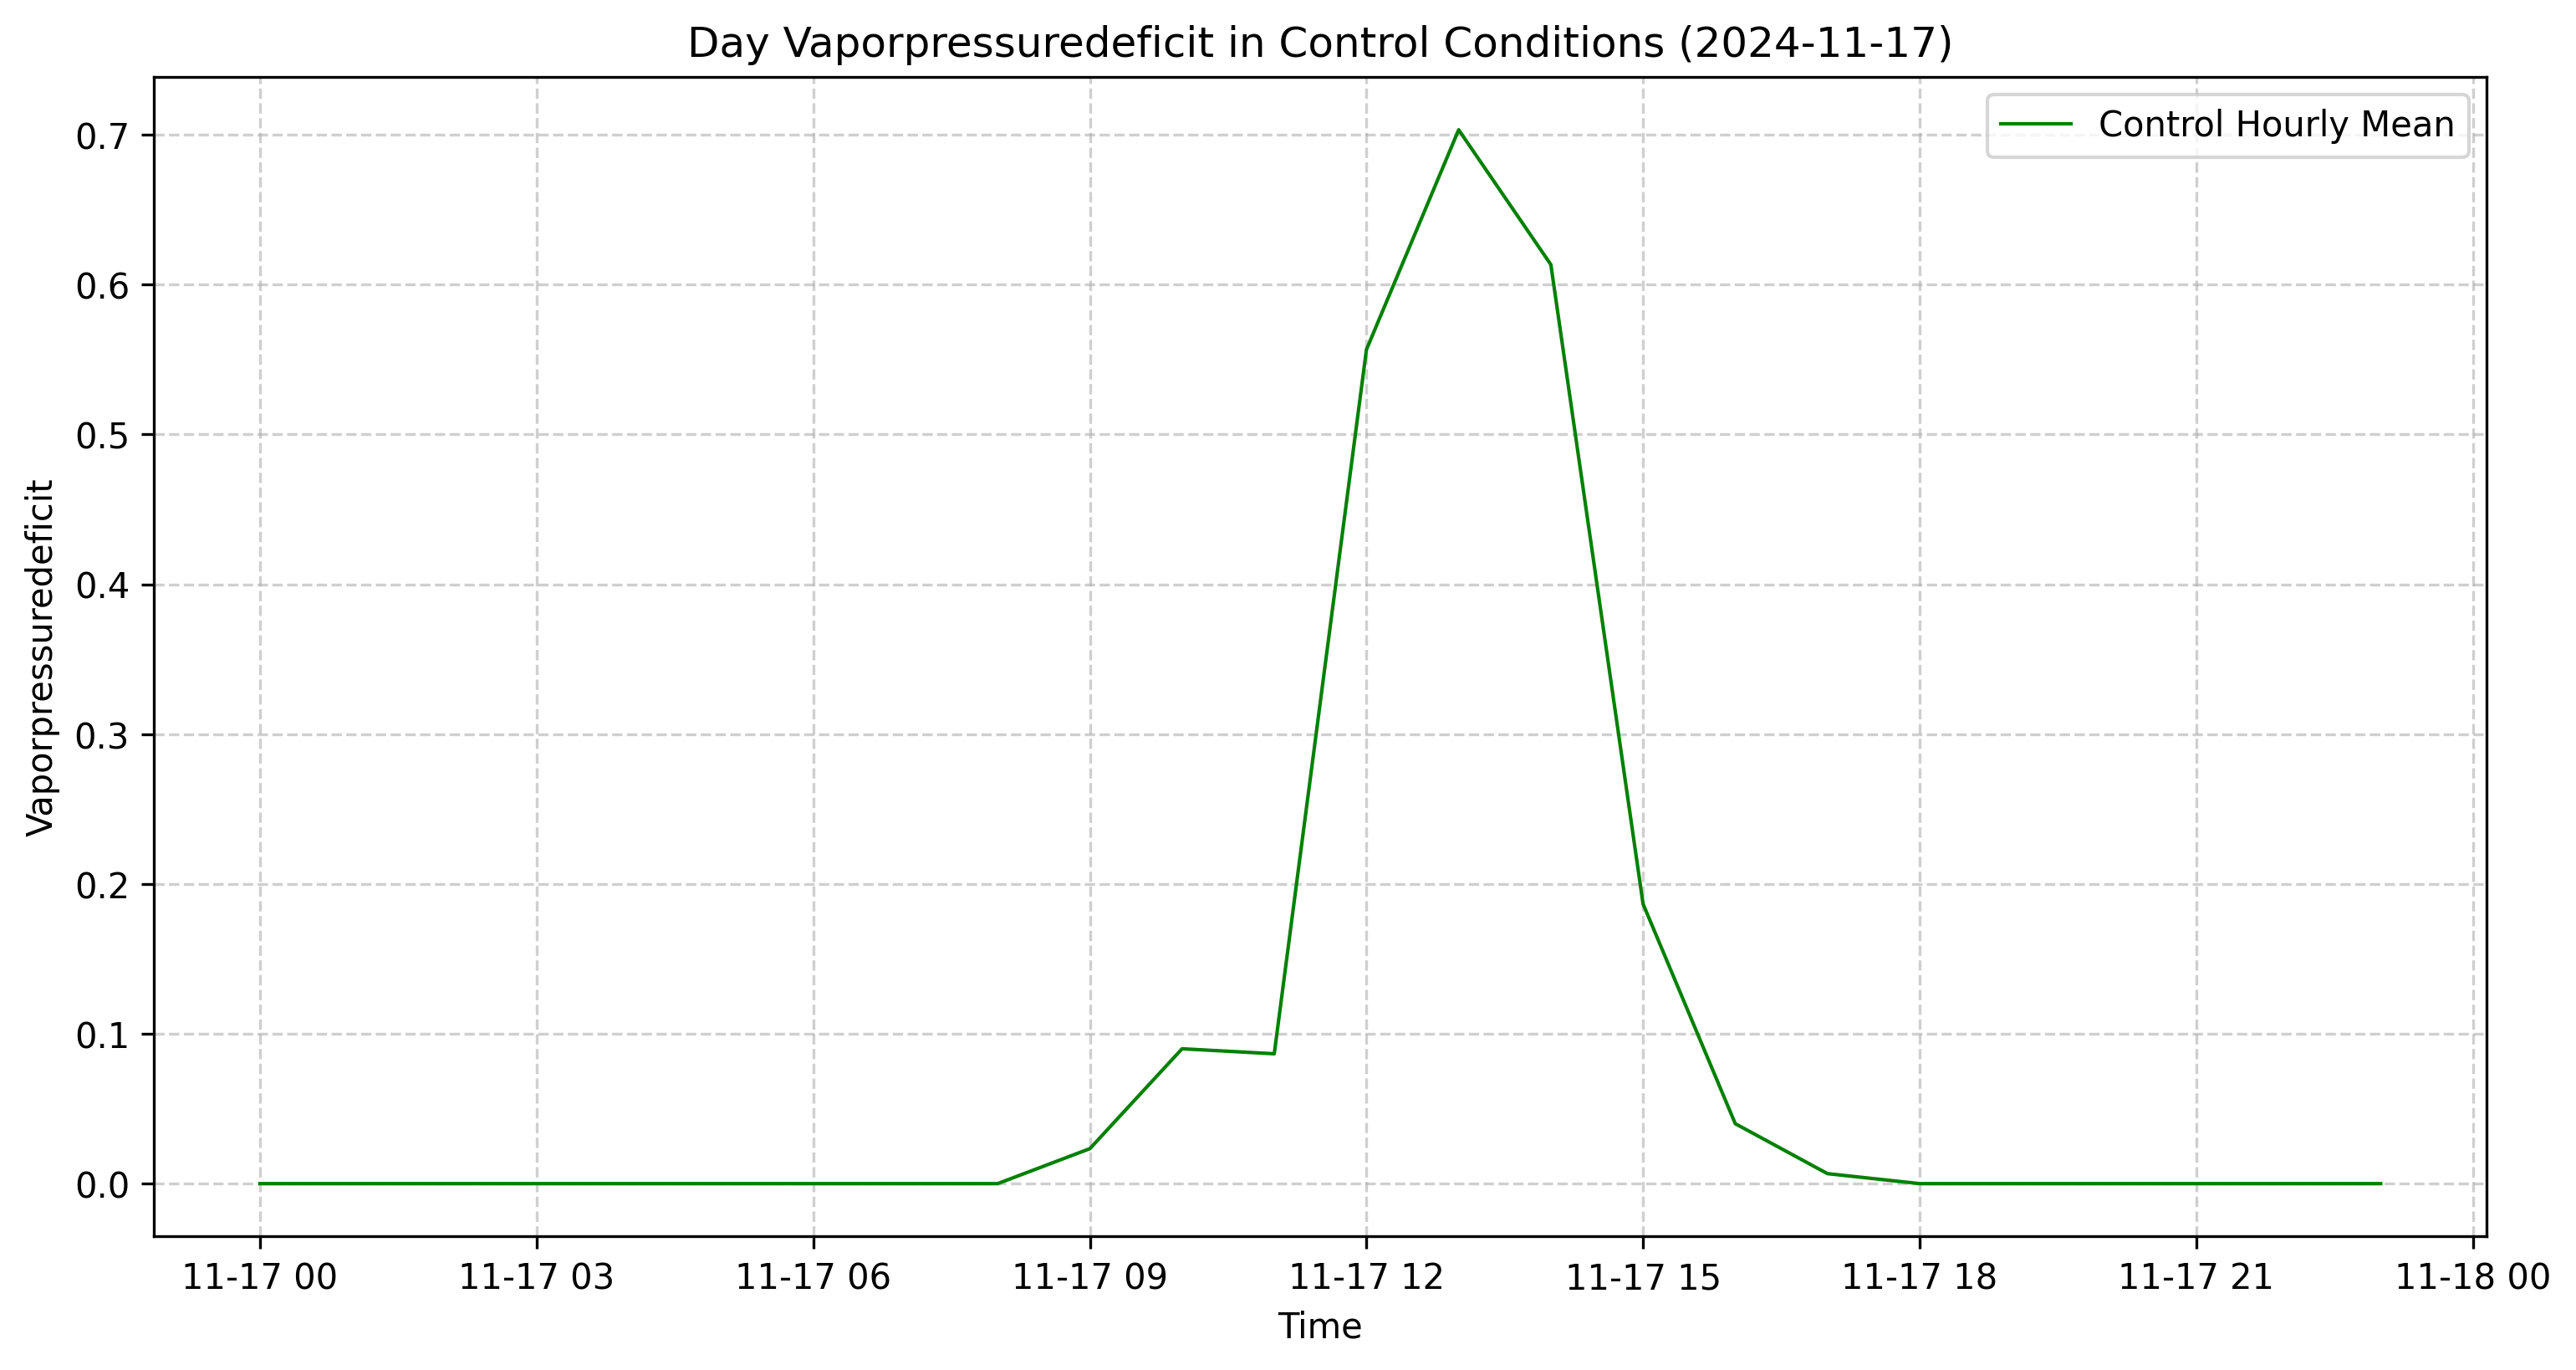 Day Vaporpressuredeficit in Control Conditions (2024-11-17)
Control Hourly Mean
Vaporpressuredeficit
0.7
0.6
0.5
0.4
0.3
0.2
0.1
0.0
11-17 00 11-17 03 11-17 06 11-17 09 11-17 12 11-17 15 11-17 18 11-17 21 11-18 00
Time